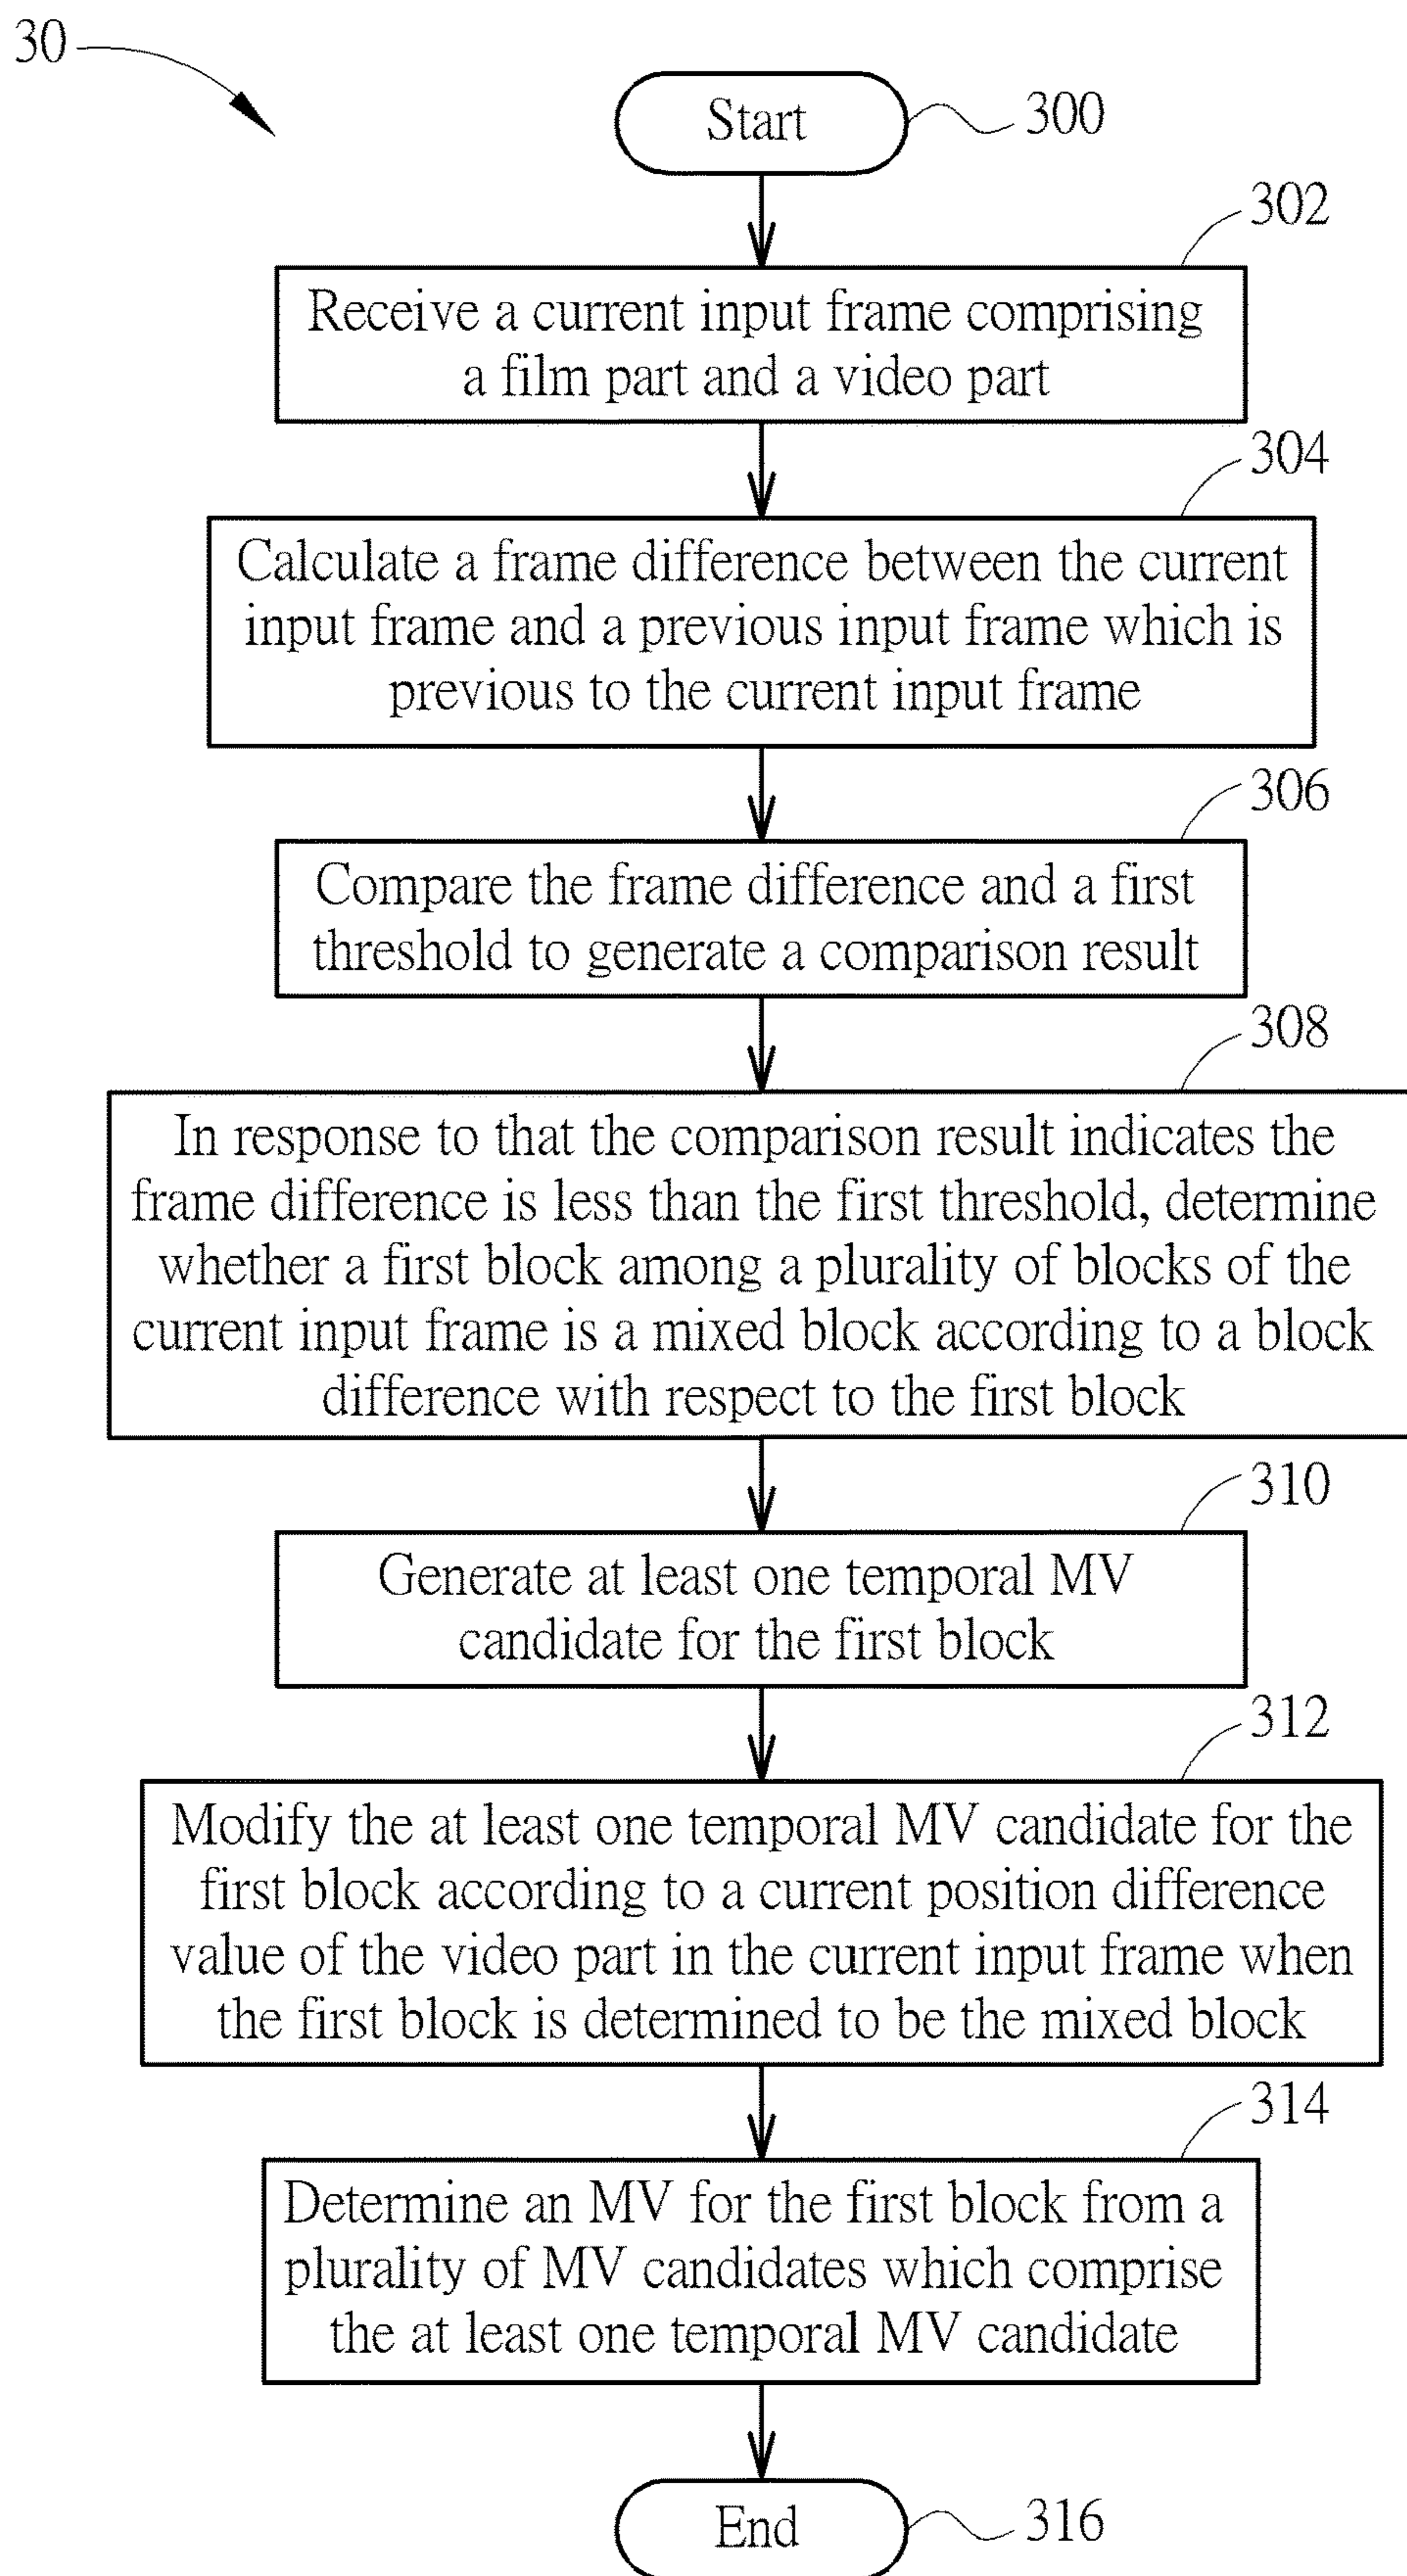 30
Start
300
302
Receive a current input frame comprising
a film part and a video part
304
Calculate a frame difference between the current
input frame and a previous input frame which is
previous to the current input frame
306
Compare the frame difference and a first
threshold to generate a comparison result
308
In response to that the comparison result indicates the
frame difference is less than the first threshold, determine
whether a first block among a plurality of blocks of the
current input frame is a mixed block according to a block
difference with respect to the first block
310
Generate at least one temporal MV
candidate for the first block
312
Modify the at least one temporal MV candidate for the
first block according to a current position difference
value of the video part in the current input frame when
the first block is determined to be the mixed block
314
Determine an MV for the first block from a
plurality of MV candidates which comprise
the at least one temporal MV candidate
End
316